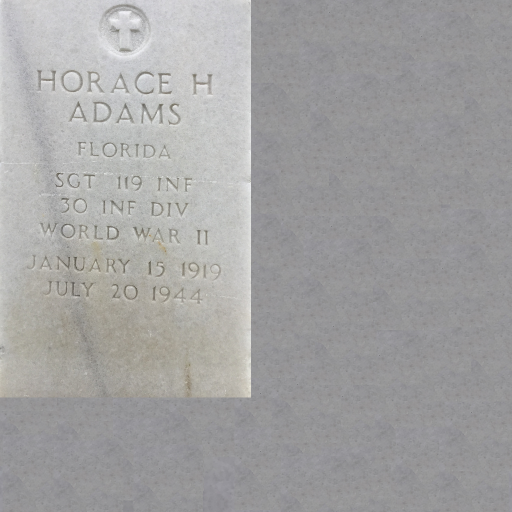 HORACE H
ADAMS
FLORIDA
SGT 119 INF
30 INF DIV
WORLD WAR II
JANUARY 15 1919
JULY 20 1944